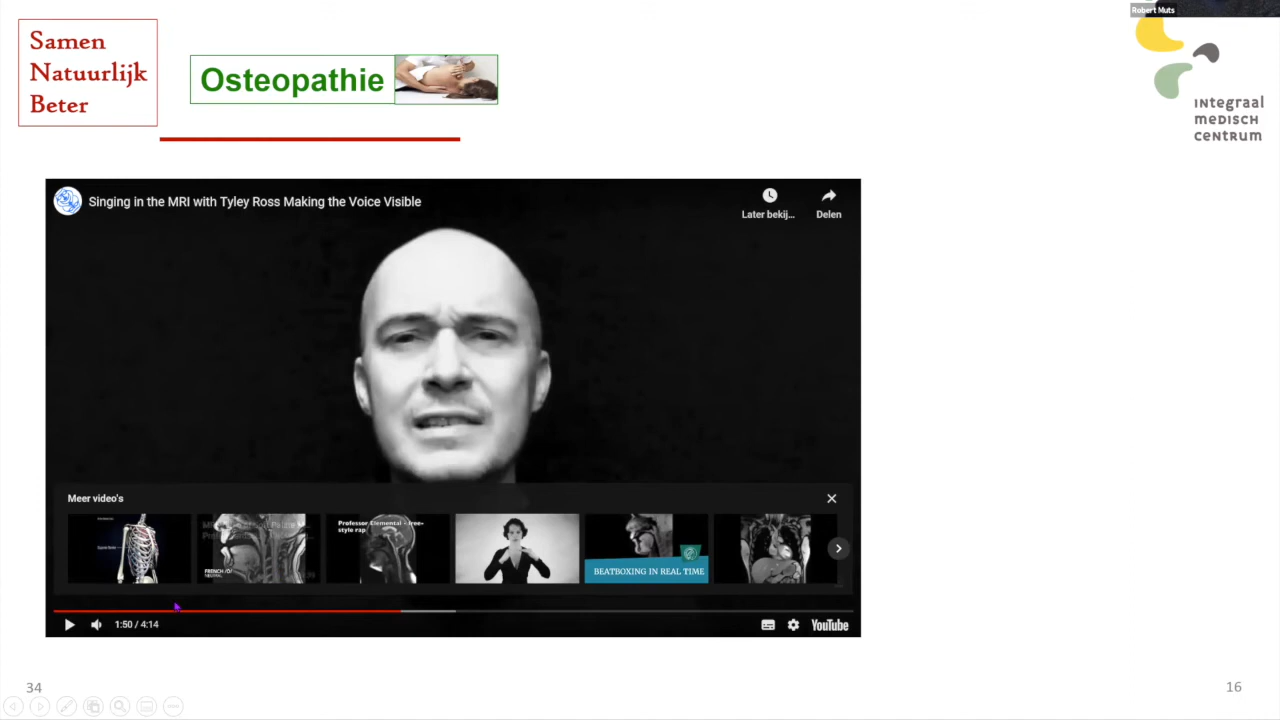 Robert Muts
Samen
Natuurlijk
Beter
Osteopathie
INtegraaL
meDISCH
CeNtrUm
Singing in the MRI with Tyley Ross Making the Voice Visible
Later bekij...
Delen
Meer video's
FRENCH /O/
Professor Elemental - free-
style rap
BEATBOXING IN REAL TIME
1:50 / 4:14
YouTube
34
16